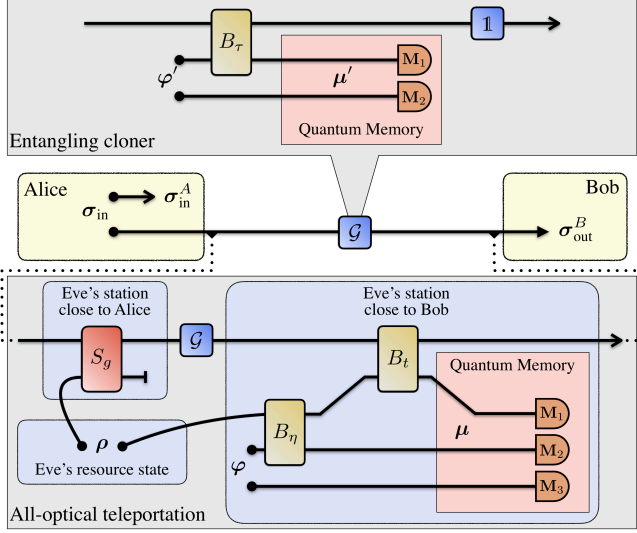 B_τ
𝟙
φ′
μ′
M₁
M₂
Quantum Memory
Entangling cloner
Alice
σ_in
σ_in^A
𝒢
Bob
σ_out^B
Eve's station
close to Alice
Eve's station
close to Bob
S_g
𝒢
B_t
Quantum Memory
ρ
Eve's resource state
B_η
φ
μ
M₁
M₂
M₃
All-optical teleportation